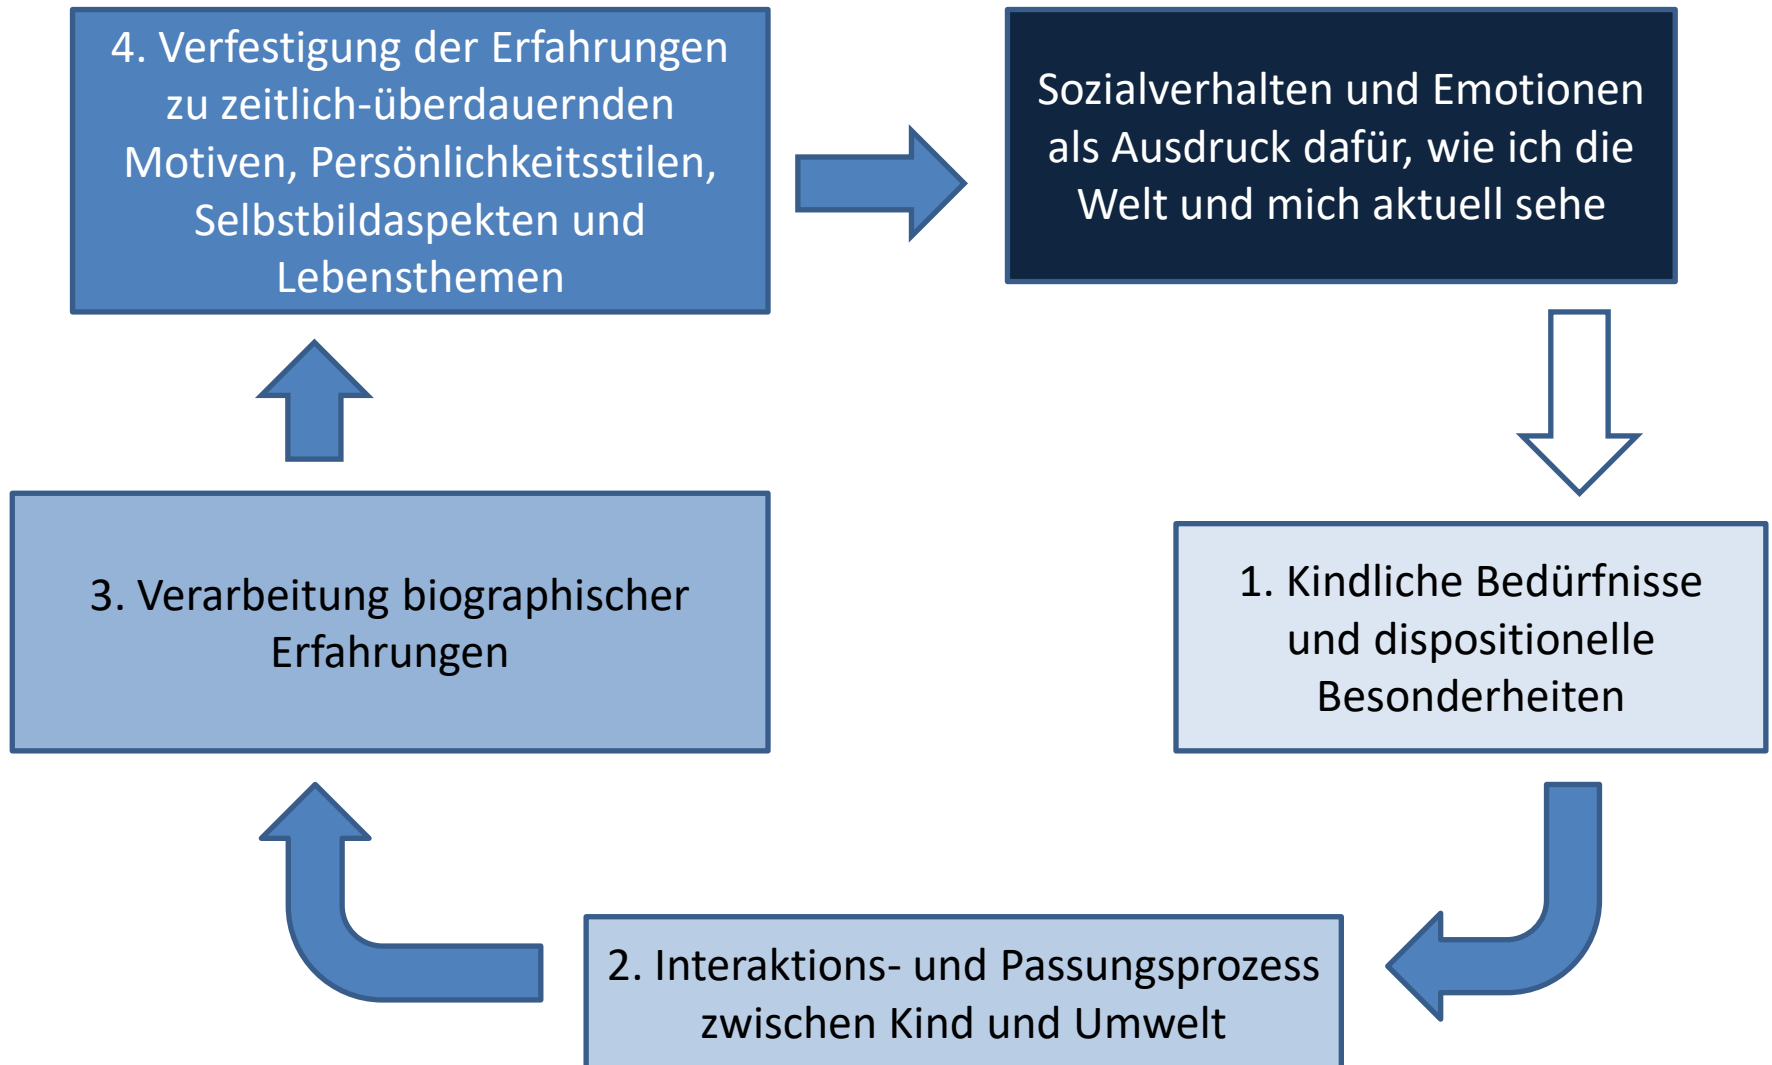 4. Verfestigung der Erfahrungen
zu zeitlich-überdauernden
Motiven, Persönlichkeitsstilen,
Selbstbildaspekten und
Lebensthemen
Sozialverhalten und Emotionen
als Ausdruck dafür, wie ich die
Welt und mich aktuell sehe
3. Verarbeitung biographischer
Erfahrungen
1. Kindliche Bedürfnisse
und dispositionelle
Besonderheiten
2. Interaktions- und Passungsprozess
zwischen Kind und Umwelt